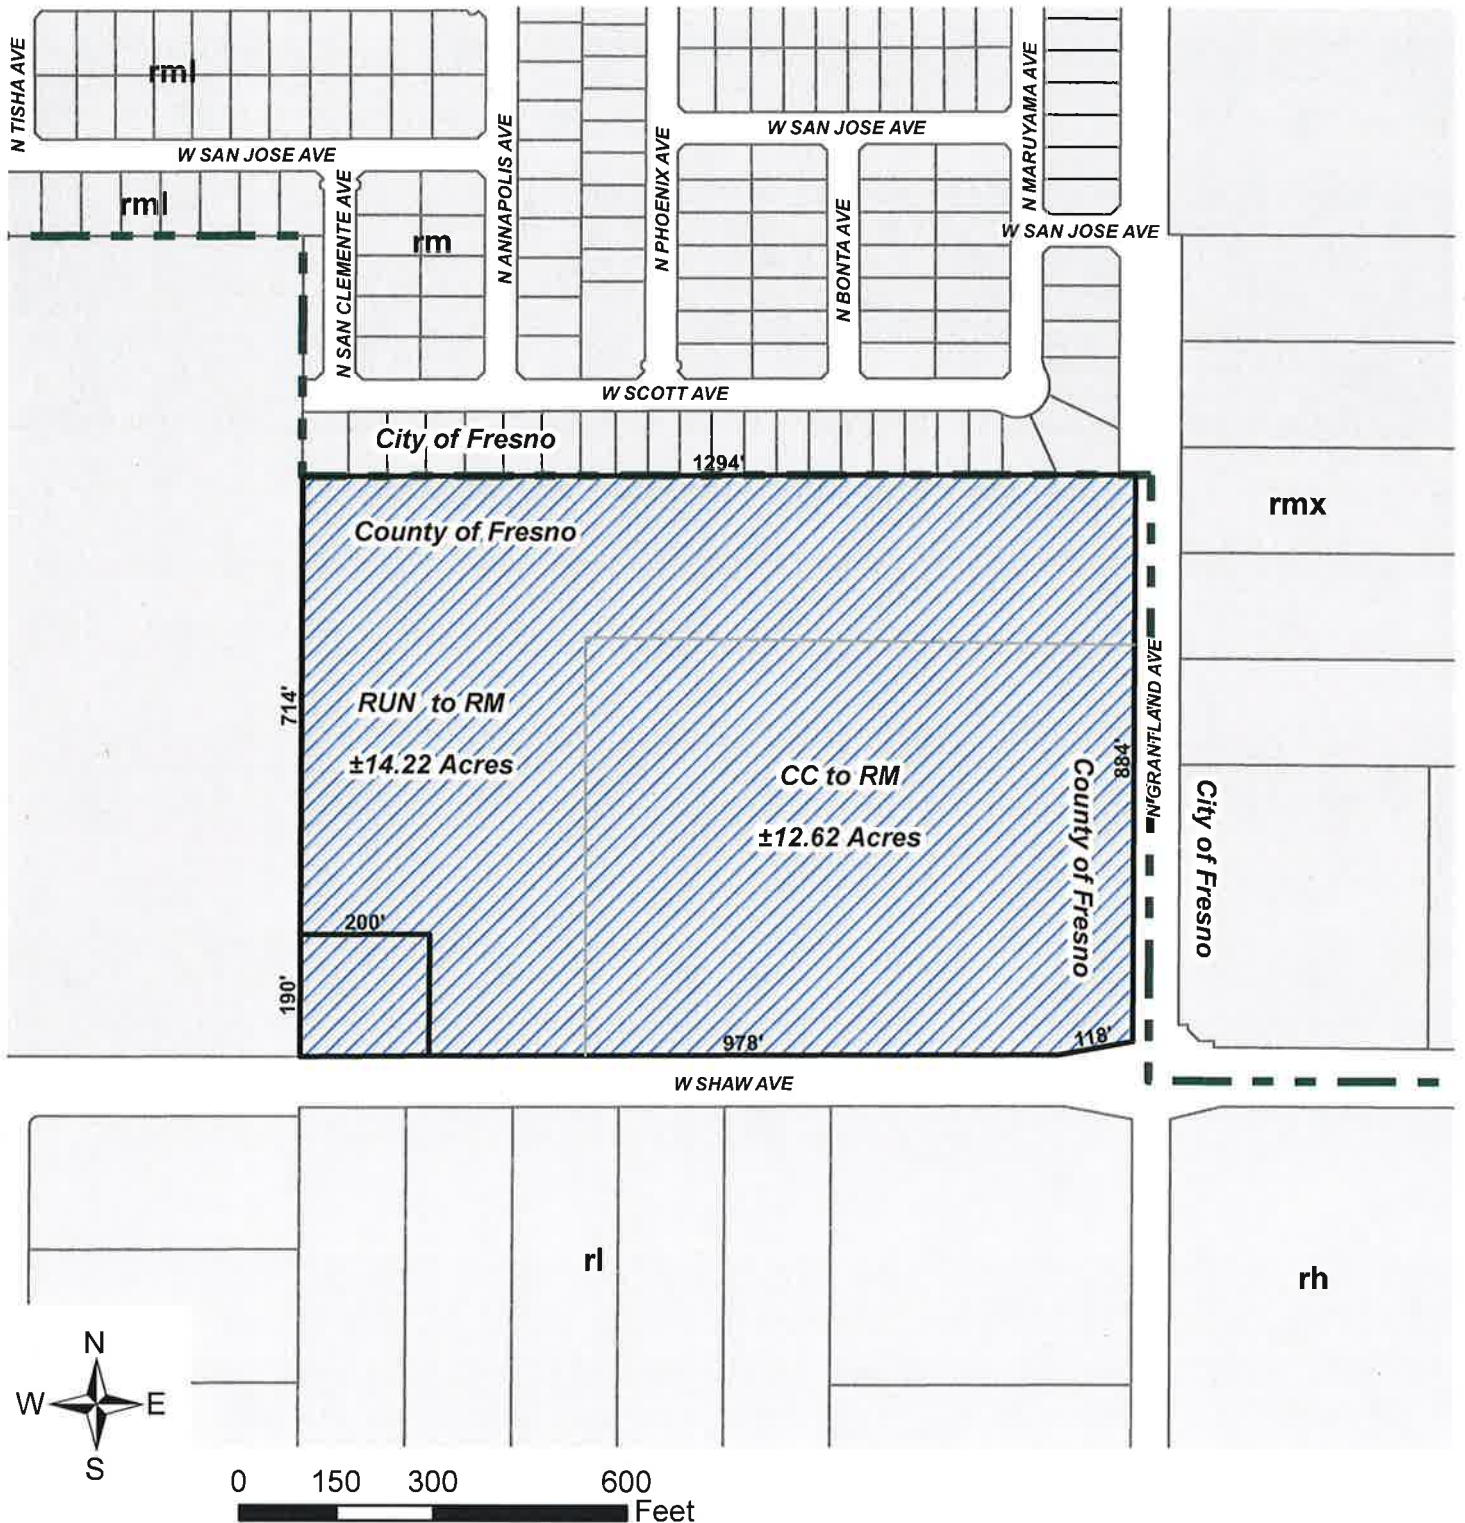 N TISHA AVE
rml
W SAN JOSE AVE
rml
N SAN CLEMENTE AVE
rm
N ANNAPOLIS AVE
N PHOENIX AVE
W SAN JOSE AVE
N BONTA AVE
N MARUYAMA AVE
W SAN JOSE AVE
W SCOTT AVE
City of Fresno
1294'
County of Fresno
rmx
714'
RUN to RM
±14.22 Acres
CC to RM
±12.62 Acres
884'
N GRANTLAND AVE
County of Fresno
City of Fresno
200'
190'
978'
118'
W SHAW AVE
rl
rh
N
W E
S
0 150 300 600
Feet